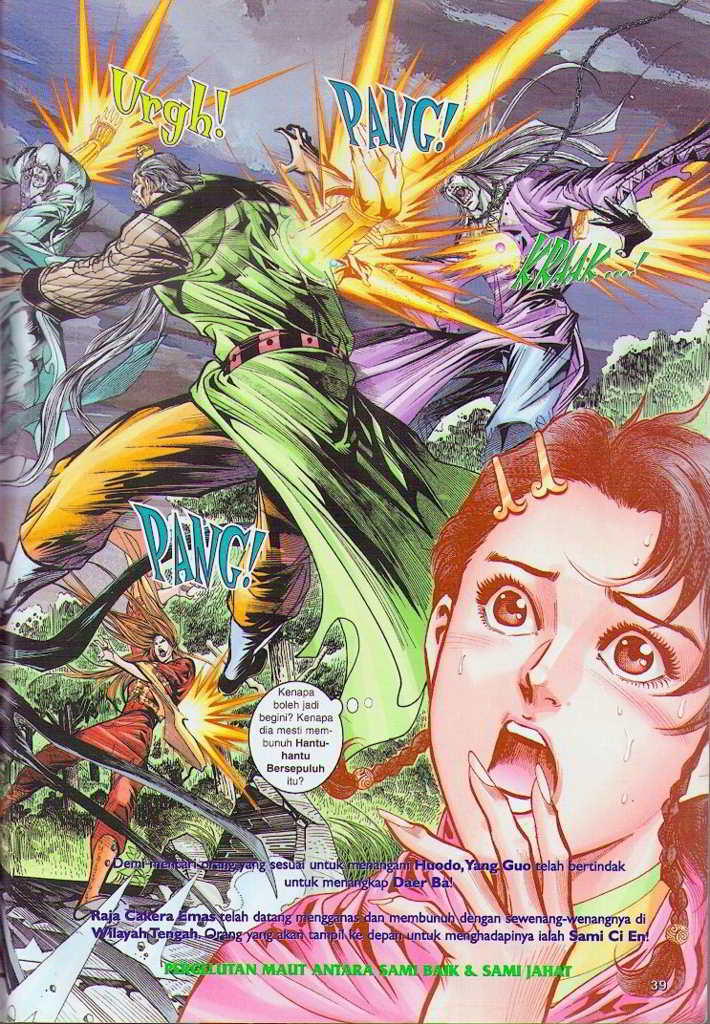 Urgh!
PANG!
KRAAK....!
PANG!
Kenapa
boleh jadi
begini? Kenapa
dia mesti mem-
bunuh Hantu-
hantu
Bersepuluh
itu?
Demi mencari orang yang sesuai untuk menangani Huodo, Yang Guo telah bertindak
untuk menangkap Daer Ba!
Raja Cakera Emas telah datang mengganas dan membunuh dengan sewenang-wenangnya di
Wilayah Tengah. Orang yang akan tampil ke depan untuk menghadapinya ialah Sami Ci En!
PERGELUTAN MAUT ANTARA SAMI BAIK & SAMI JAHAT
39